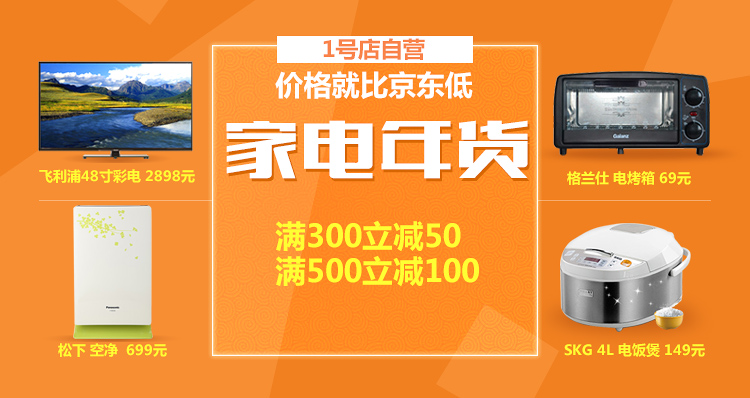 1号店自营
价格就比京东低
家电年货
满300立减50
满500立减100
飞利浦48寸彩电 2898元
Galanz
格兰仕 电烤箱 69元
Panasonic
松下 空净 699元
SKG 4L 电饭煲 149元